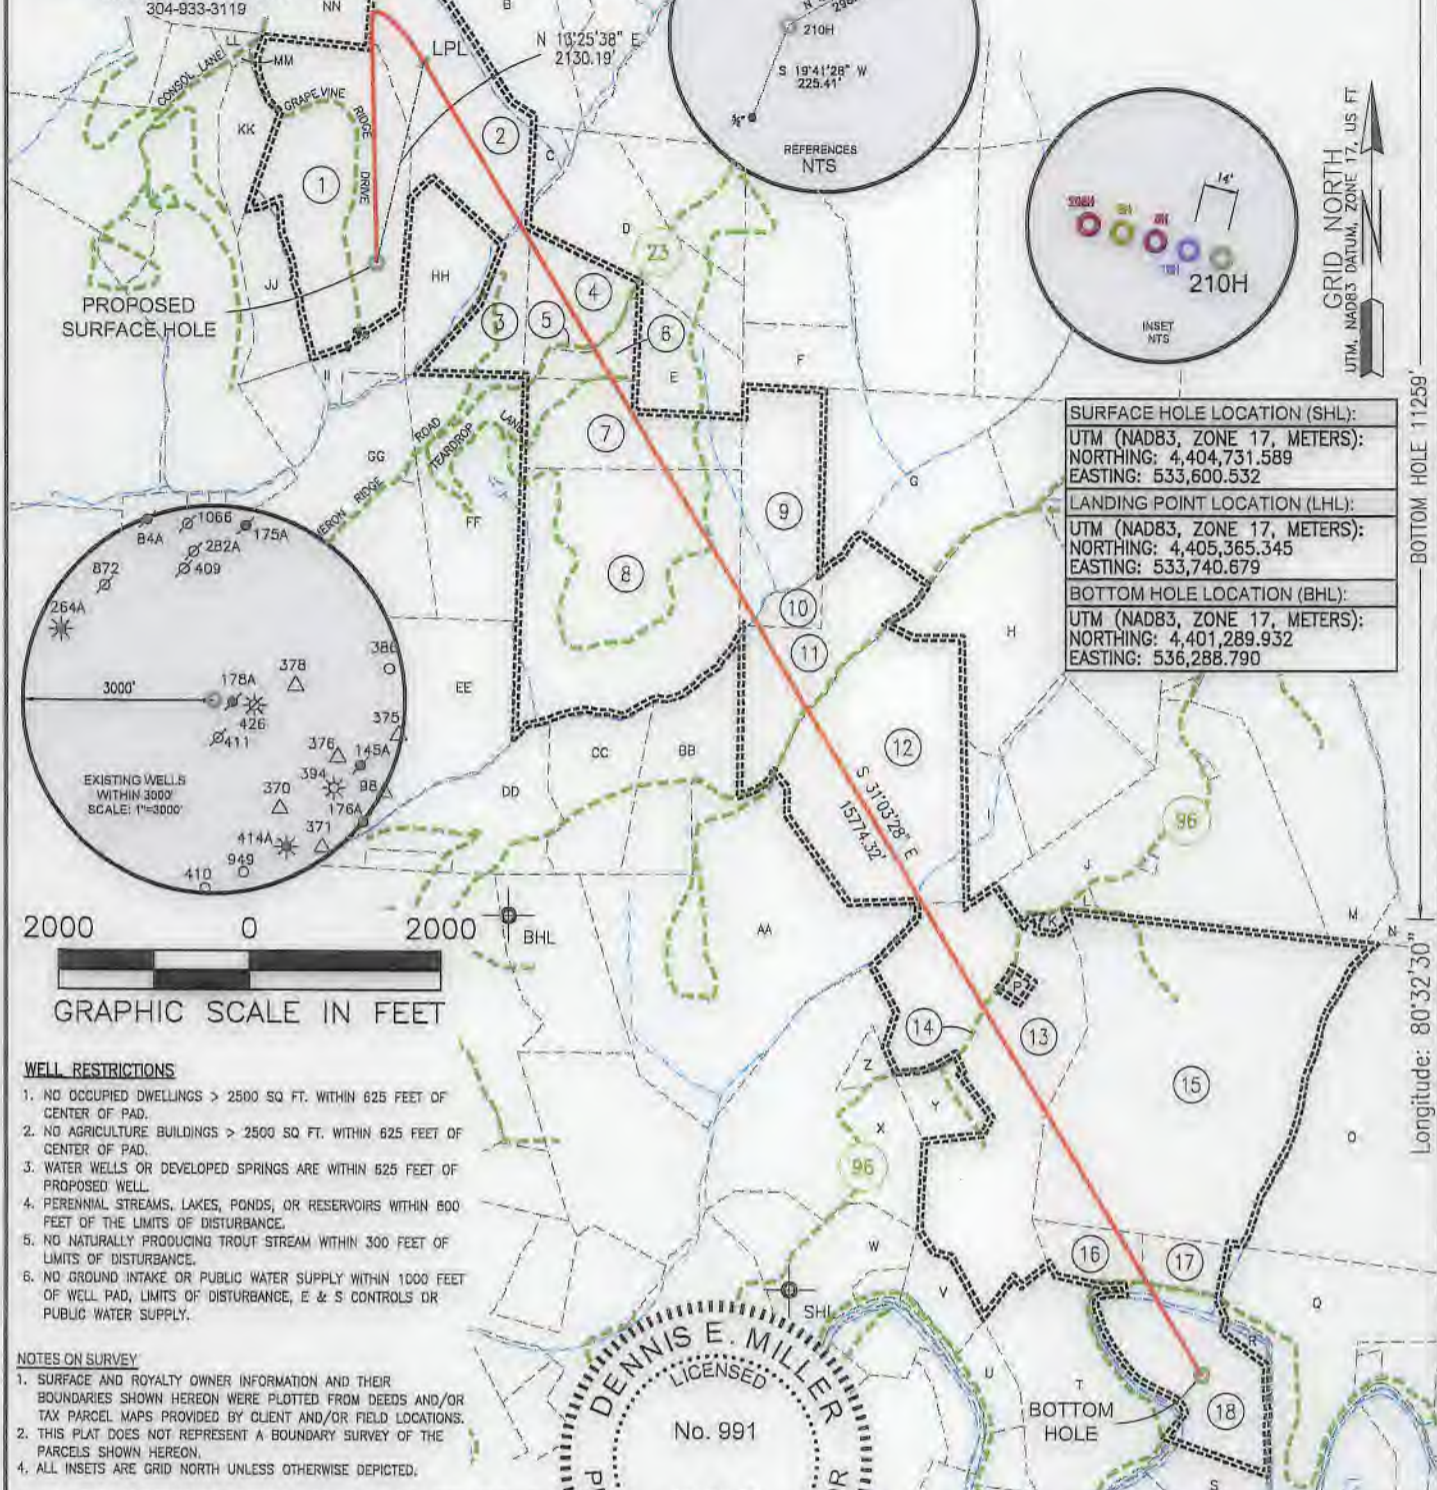 304-933-3119
NN
B
LL
MM
CONSOL LANE
GRAPEVINE
RIDGE
DRIVE
KK
LPL
N 13°25'38" E
2130.19'
1
2
C
JJ
HH
PROPOSED
SURFACE HOLE
II
D
23
3
4
5
6
E
F
7
ROAD
TEARDROP
LANE
HERON
RIDGE
GG
FF
8
9
G
10
11
H
EE
12
CC
BB
DD
S 31°03'28" E
15774.32'
AA
BHL
96
J
L
K
M
N
P
13
14
15
Z
Y
X
O
96
W
V
16
17
Q
R
SHL
U
T
BOTTOM
HOLE
18
S
210H
S 19°41'28" W
225.41'
REFERENCES
NTS
14'
210H
INSET
NTS
GRID NORTH
UTM, NAD83 DATUM, ZONE 17, US FT
BOTTOM HOLE 11259'
Longitude: 80°32'30"
SURFACE HOLE LOCATION (SHL):
UTM (NAD83, ZONE 17, METERS):
NORTHING: 4,404,731.589
EASTING: 533,600.532
LANDING POINT LOCATION (LHL):
UTM (NAD83, ZONE 17, METERS):
NORTHING: 4,405,365.345
EASTING: 533,740.679
BOTTOM HOLE LOCATION (BHL):
UTM (NAD83, ZONE 17, METERS):
NORTHING: 4,401,289.932
EASTING: 536,288.790
84A
1066
175A
282A
409
872
264A
3000'
178A
426
411
378
375
376
145A
394
98
370
176A
414A
371
949
410
EXISTING WELLS
WITHIN 3000'
SCALE: 1"=3000'
2000 0 2000
GRAPHIC SCALE IN FEET
WELL RESTRICTIONS
1. NO OCCUPIED DWELLINGS > 2500 SQ FT. WITHIN 625 FEET OF
CENTER OF PAD.
2. NO AGRICULTURE BUILDINGS > 2500 SQ FT. WITHIN 625 FEET OF
CENTER OF PAD.
3. WATER WELLS OR DEVELOPED SPRINGS ARE WITHIN 625 FEET OF
PROPOSED WELL.
4. PERENNIAL STREAMS, LAKES, PONDS, OR RESERVOIRS WITHIN 600
FEET OF THE LIMITS OF DISTURBANCE.
5. NO NATURALLY PRODUCING TROUT STREAM WITHIN 300 FEET OF
LIMITS OF DISTURBANCE.
6. NO GROUND INTAKE OR PUBLIC WATER SUPPLY WITHIN 1000 FEET
OF WELL PAD, LIMITS OF DISTURBANCE, E & S CONTROLS OR
PUBLIC WATER SUPPLY.
NOTES ON SURVEY
1. SURFACE AND ROYALTY OWNER INFORMATION AND THEIR
BOUNDARIES SHOWN HEREON WERE PLOTTED FROM DEEDS AND/OR
TAX PARCEL MAPS PROVIDED BY CLIENT AND/OR FIELD LOCATIONS.
2. THIS PLAT DOES NOT REPRESENT A BOUNDARY SURVEY OF THE
PARCELS SHOWN HEREON.
4. ALL INSETS ARE GRID NORTH UNLESS OTHERWISE DEPICTED.
DENNIS E. MILLER
LICENSED
No. 991